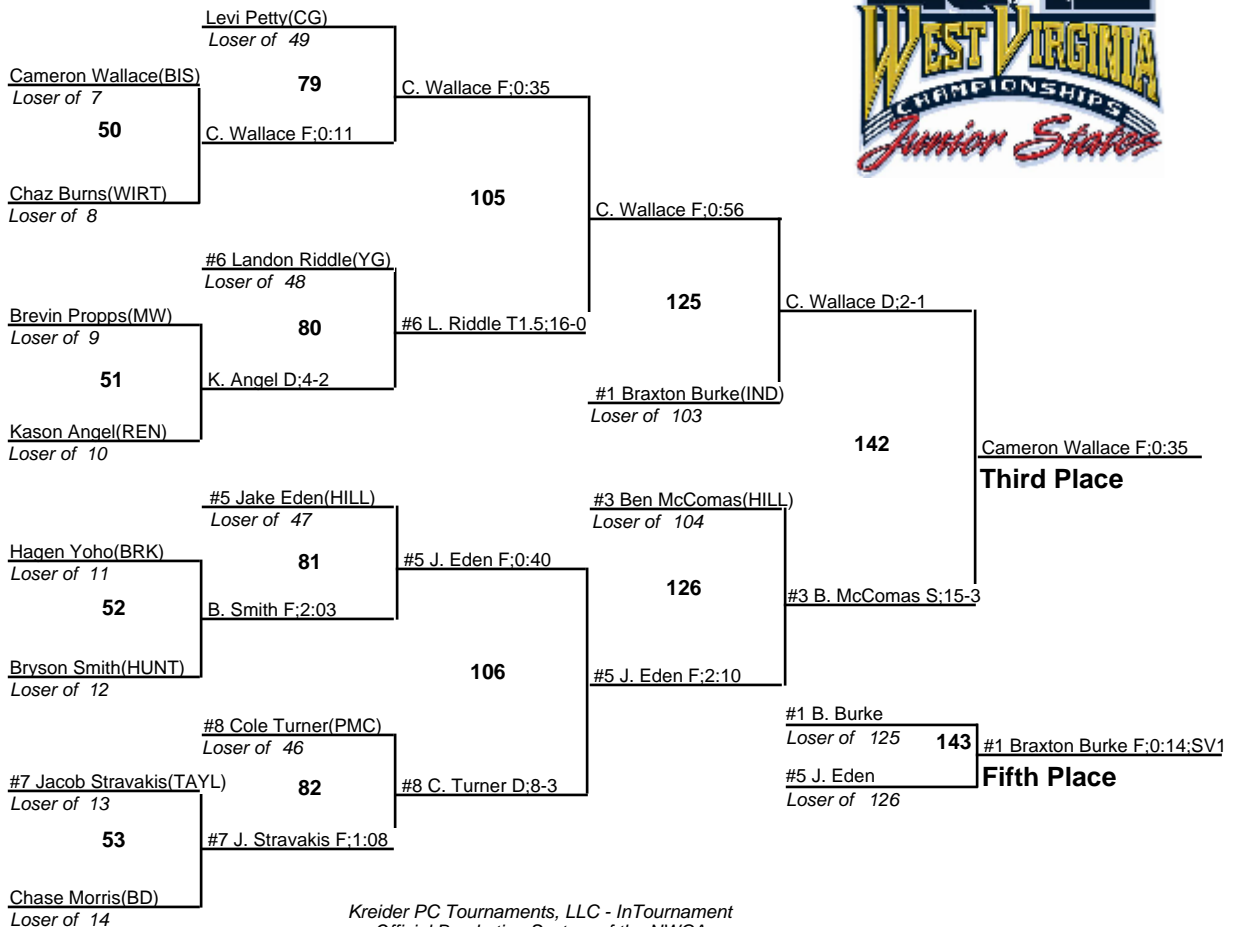 Levi Petty(CG)
Loser of 49
WEST VIRGINIA
CHAMPIONSHIPS
Junior States
Cameron Wallace(BIS)
Loser of 7
79
C. Wallace F;0:35
50
C. Wallace F;0:11
Chaz Burns(WIRT)
Loser of 8
105
C. Wallace F;0:56
#6 Landon Riddle(YG)
Loser of 48
125
C. Wallace D;2-1
Brevin Propps(MW)
Loser of 9
80
#6 L. Riddle T1.5;16-0
51
K. Angel D;4-2
#1 Braxton Burke(IND)
Loser of 103
Kason Angel(REN)
Loser of 10
142
Cameron Wallace F;0:35
Third Place
#5 Jake Eden(HILL)
Loser of 47
#3 Ben McComas(HILL)
Loser of 104
Hagen Yoho(BRK)
Loser of 11
81
#5 J. Eden F;0:40
52
B. Smith F;2:03
126
#3 B. McComas S;15-3
Bryson Smith(HUNT)
Loser of 12
106
#5 J. Eden F;2:10
#8 Cole Turner(PMC)
Loser of 46
#1 B. Burke
Loser of 125
143
#1 Braxton Burke F;0:14;SV1
Fifth Place
#5 J. Eden
Loser of 126
#7 Jacob Stravakis(TAYL)
Loser of 13
82
#8 C. Turner D;8-3
53
#7 J. Stravakis F;1:08
Chase Morris(BD)
Loser of 14
Kreider PC Tournaments, LLC - InTournament